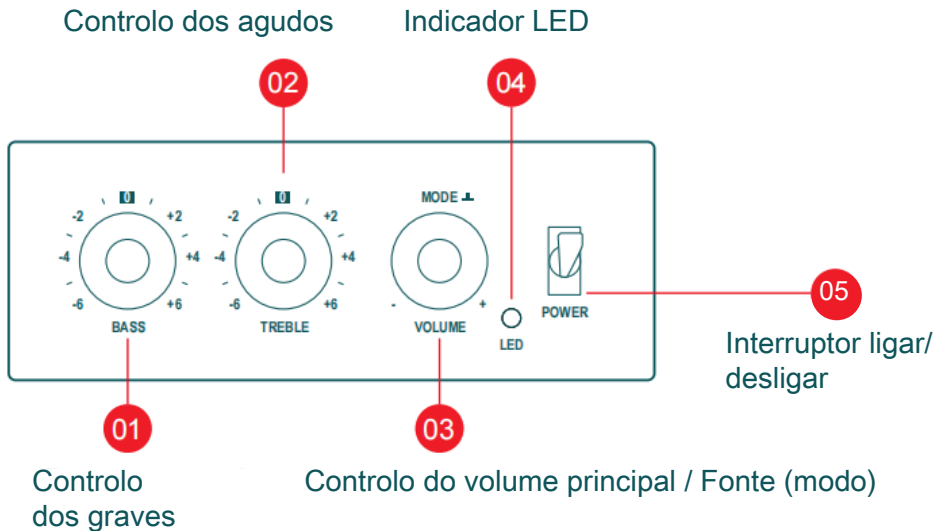 Controlo dos agudos
Indicador LED
02
04
0
-2
+2
-4
+4
-6
+6
BASS
0
-2
+2
-4
+4
-6
+6
TREBLE
MODE
-
+
VOLUME
LED
POWER
05
Interruptor ligar/
desligar
01
03
Controlo
dos graves
Controlo do volume principal / Fonte (modo)